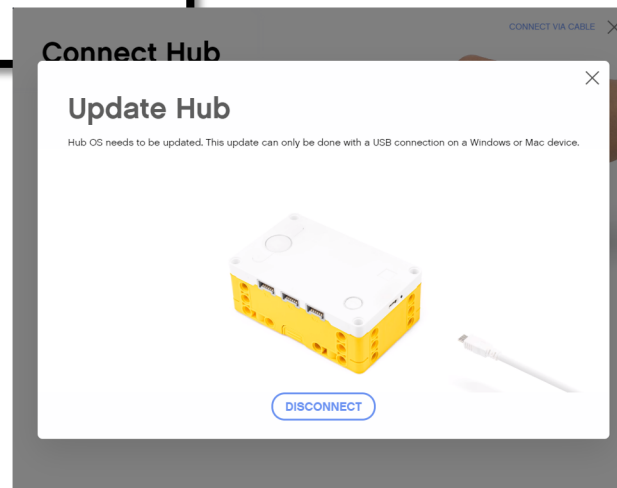 CONNECT VIA CABLE
Connect Hub
Update Hub
Hub OS needs to be updated. This update can only be done with a USB connection on a Windows or Mac device.
DISCONNECT